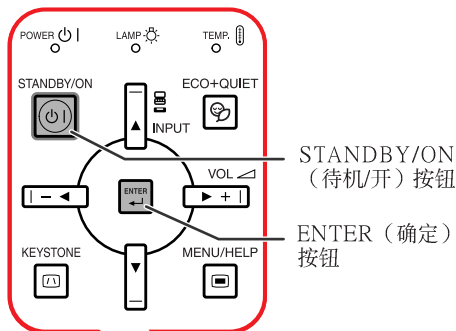 POWER LAMP TEMP.
STANDBY/ON ECO+QUIET
INPUT
VOL
ENTER
KEYSTONE MENU/HELP
STANDBY/ON
（待机/开）按钮
ENTER（确定）
按钮